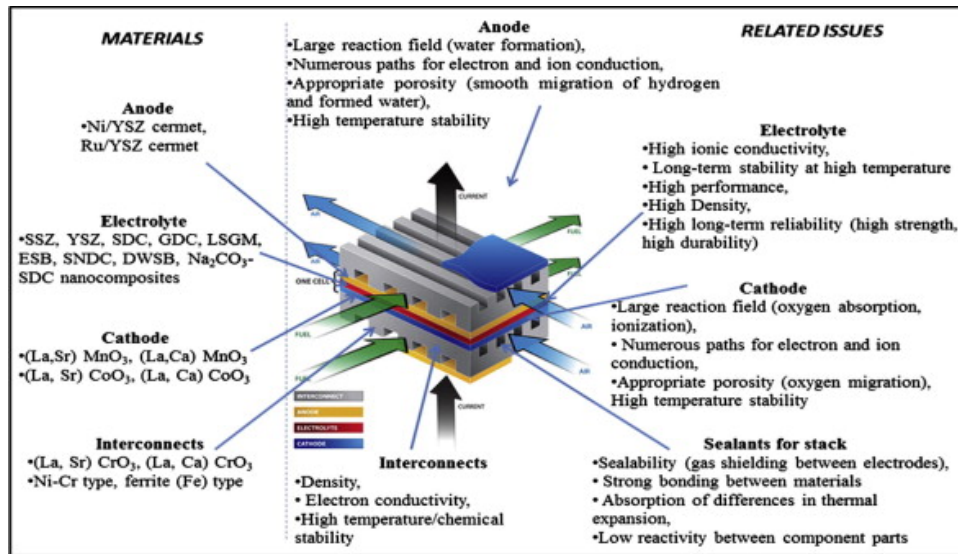 MATERIALS
Anode
•Ni/YSZ cermet,
Ru/YSZ cermet
Electrolyte
•SSZ, YSZ, SDC, GDC, LSGM,
ESB, SNDC, DWSB, Na₂CO₃-
SDC nanocomposites
Cathode
•(La,Sr) MnO₃, (La,Ca) MnO₃
•(La, Sr) CoO₃, (La, Ca) CoO₃
Interconnects
•(La, Sr) CrO₃, (La, Ca) CrO₃
•Ni-Cr type, ferrite (Fe) type
Anode
•Large reaction field (water formation),
•Numerous paths for electron and ion conduction,
•Appropriate porosity (smooth migration of hydrogen
and formed water),
•High temperature stability
CURRENT
AIR
FUEL
AIR
FUEL
ONE CELL
FUEL
AIR
FUEL
AIR
CURRENT
INTERCONNECT
ANODE
ELECTROLYTE
CATHODE
Interconnects
•Density,
• Electron conductivity,
•High temperature/chemical
stability
RELATED ISSUES
Electrolyte
•High ionic conductivity,
• Long-term stability at high temperature
•High performance,
•High Density,
•High long-term reliability (high strength,
high durability)
Cathode
•Large reaction field (oxygen absorption,
ionization),
• Numerous paths for electron and ion
conduction,
•Appropriate porosity (oxygen migration),
High temperature stability
Sealants for stack
•Sealability (gas shielding between electrodes),
• Strong bonding between materials
• Absorption of differences in thermal
expansion,
•Low reactivity between component parts